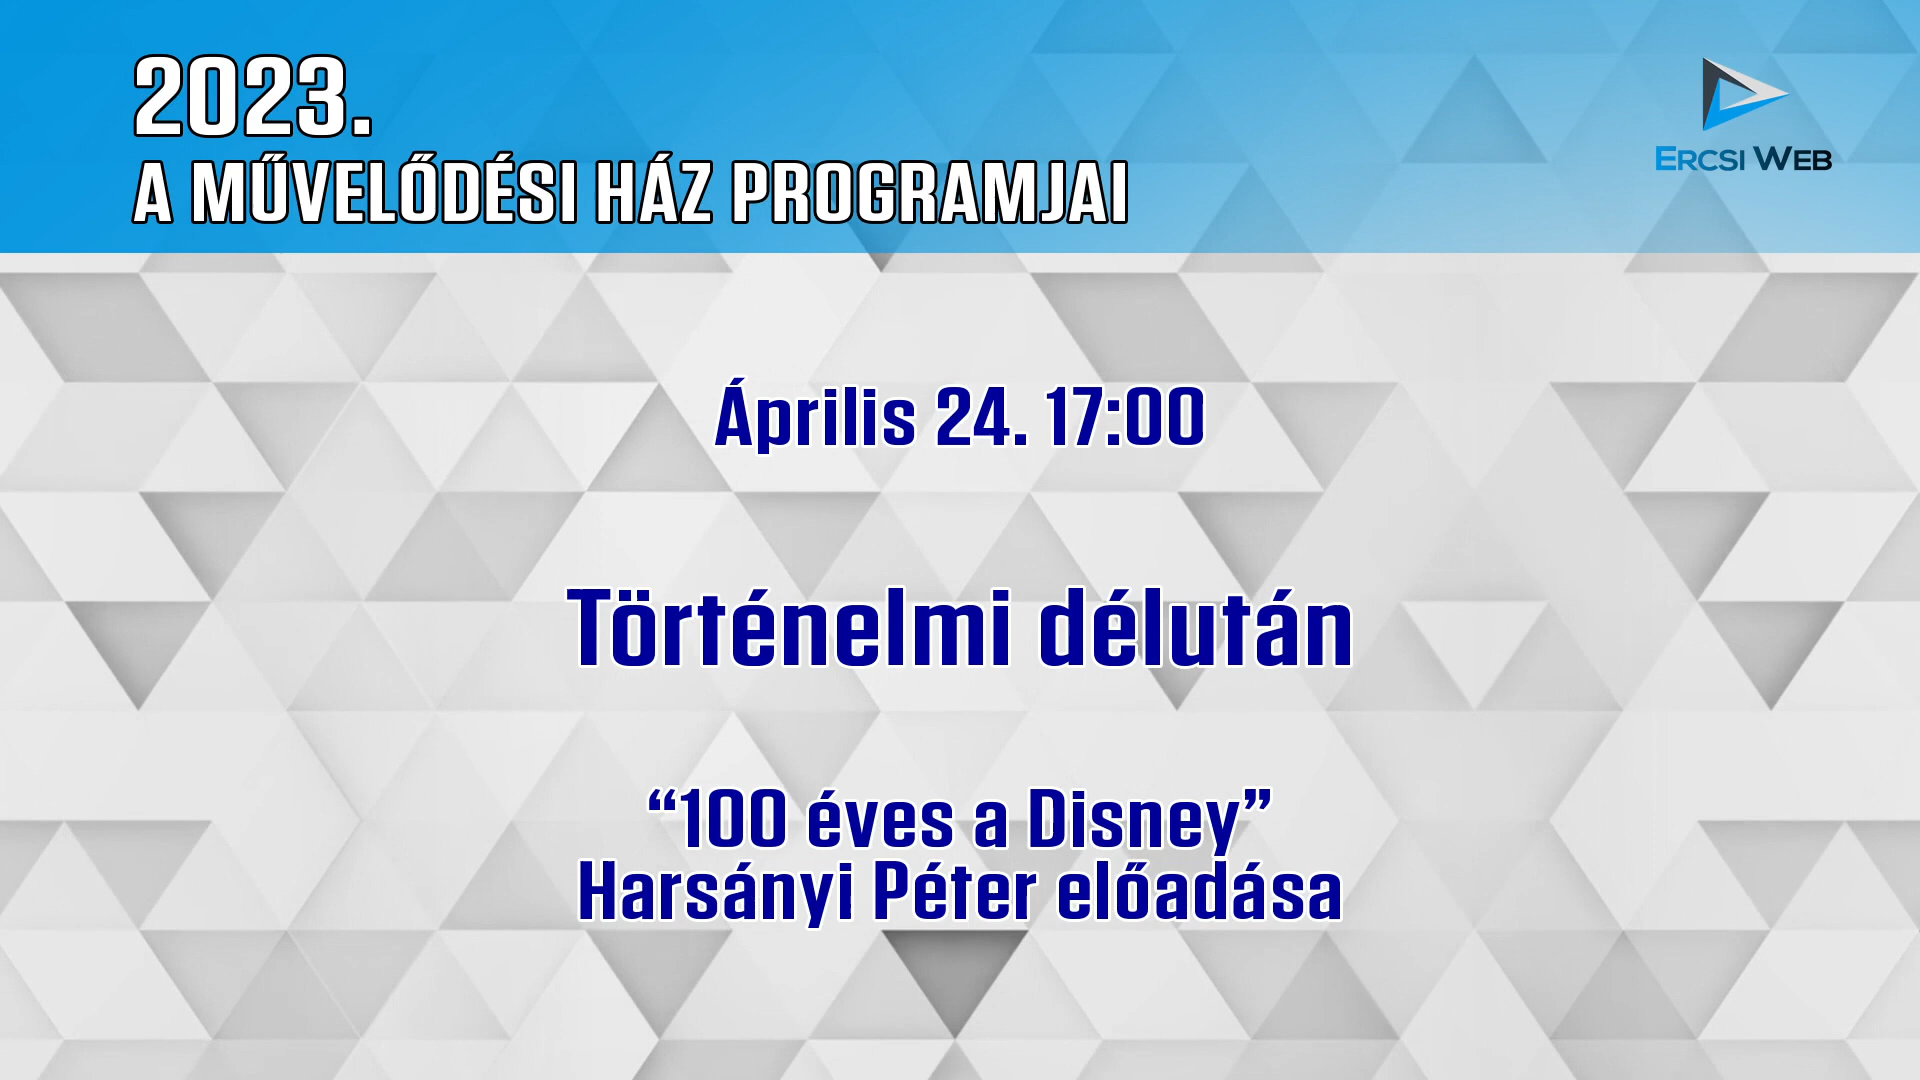 2023.
A MŰVELŐDÉSI HÁZ PROGRAMJAI
ERCSI WEB
Április 24. 17:00
Történelmi délután
“100 éves a Disney”
Harsányi Péter előadása